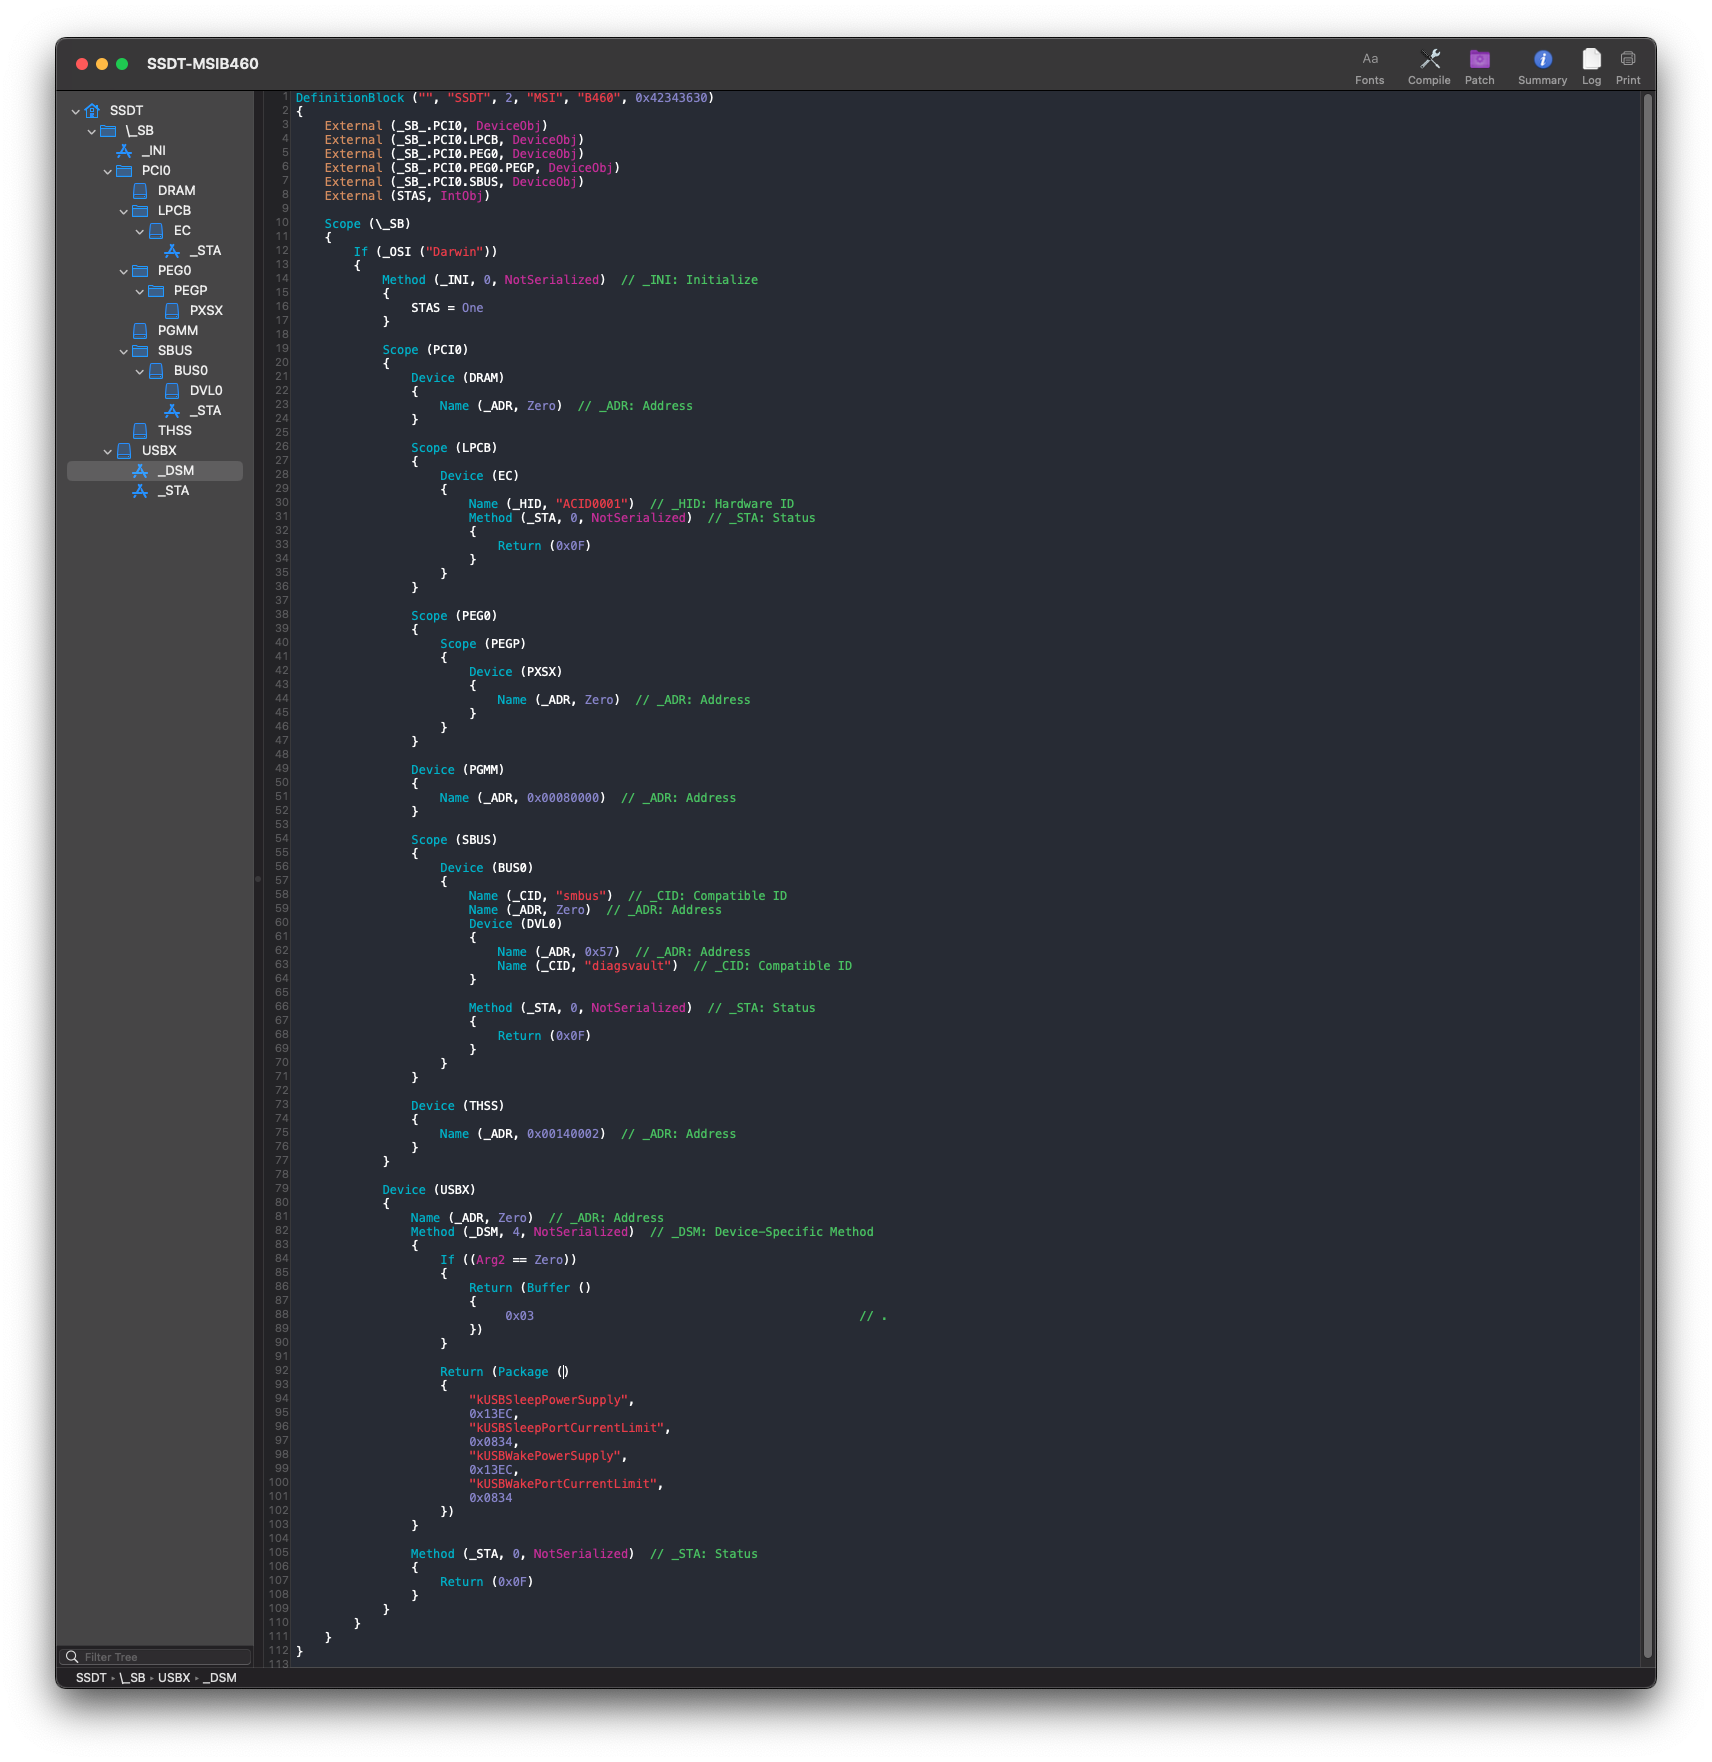 SSDT-MSIB460
Aa
Fonts
Compile
Patch
Summary
Log
Print
SSDT
\_SB
_INI
PCI0
DRAM
LPCB
EC
_STA
PEG0
PEGP
PXSX
PGMM
SBUS
BUS0
DVL0
_STA
THSS
USBX
_DSM
_STA
1 DefinitionBlock ("", "SSDT", 2, "MSI", "B460", 0x42343630)
2 {
3     External (_SB_.PCI0, DeviceObj)
4     External (_SB_.PCI0.LPCB, DeviceObj)
5     External (_SB_.PCI0.PEG0, DeviceObj)
6     External (_SB_.PCI0.PEG0.PEGP, DeviceObj)
7     External (_SB_.PCI0.SBUS, DeviceObj)
8     External (STAS, IntObj)
9
10     Scope (\_SB)
11     {
12         If (_OSI ("Darwin"))
13         {
14             Method (_INI, 0, NotSerialized)  // _INI: Initialize
15             {
16                 STAS = One
17             }
18
19             Scope (PCI0)
20             {
21                 Device (DRAM)
22                 {
23                     Name (_ADR, Zero)  // _ADR: Address
24                 }
25
26                 Scope (LPCB)
27                 {
28                     Device (EC)
29                     {
30                         Name (_HID, "ACID0001")  // _HID: Hardware ID
31                         Method (_STA, 0, NotSerialized)  // _STA: Status
32                         {
33                             Return (0x0F)
34                         }
35                     }
36                 }
37
38                 Scope (PEG0)
39                 {
40                     Scope (PEGP)
41                     {
42                         Device (PXSX)
43                         {
44                             Name (_ADR, Zero)  // _ADR: Address
45                         }
46                     }
47                 }
48
49                 Device (PGMM)
50                 {
51                     Name (_ADR, 0x00080000)  // _ADR: Address
52                 }
53
54                 Scope (SBUS)
55                 {
56                     Device (BUS0)
57                     {
58                         Name (_CID, "smbus")  // _CID: Compatible ID
59                         Name (_ADR, Zero)  // _ADR: Address
60                         Device (DVL0)
61                         {
62                             Name (_ADR, 0x57)  // _ADR: Address
63                             Name (_CID, "diagsvault")  // _CID: Compatible ID
64                         }
65
66                         Method (_STA, 0, NotSerialized)  // _STA: Status
67                         {
68                             Return (0x0F)
69                         }
70                     }
71                 }
72
73                 Device (THSS)
74                 {
75                     Name (_ADR, 0x00140002)  // _ADR: Address
76                 }
77             }
78
79             Device (USBX)
80             {
81                 Name (_ADR, Zero)  // _ADR: Address
82                 Method (_DSM, 4, NotSerialized)  // _DSM: Device-Specific Method
83                 {
84                     If ((Arg2 == Zero))
85                     {
86                         Return (Buffer ()
87                         {
88                              0x03                                             // .
89                         })
90                     }
91
92                     Return (Package ()
93                     {
94                         "kUSBSleepPowerSupply",
95                         0x13EC,
96                         "kUSBSleepPortCurrentLimit",
97                         0x0834,
98                         "kUSBWakePowerSupply",
99                         0x13EC,
100                         "kUSBWakePortCurrentLimit",
101                         0x0834
102                     })
103                 }
104
105                 Method (_STA, 0, NotSerialized)  // _STA: Status
106                 {
107                     Return (0x0F)
108                 }
109             }
110         }
111     }
112 }
113
Filter Tree
SSDT › \_SB › USBX › _DSM